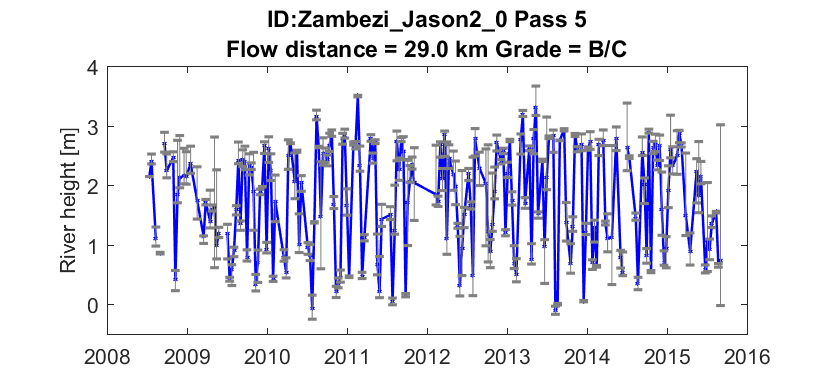 ID:Zambezi_Jason2_0 Pass 5
Flow distance = 29.0 km Grade = B/C
River height [m]
4
3
2
1
0
2008 2009 2010 2011 2012 2013 2014 2015 2016